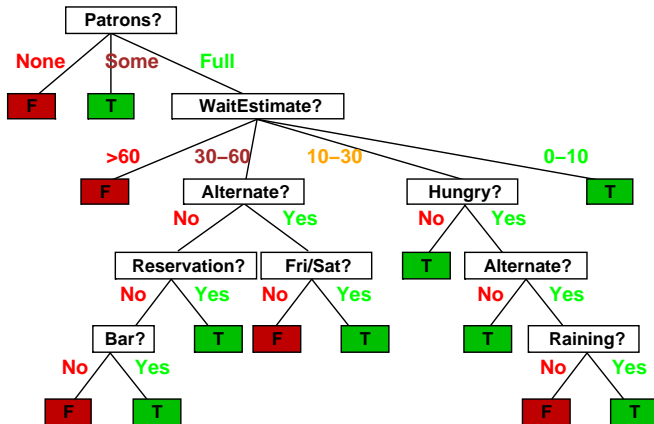 Patrons?
None Some Full
F T WaitEstimate?
>60 30–60 10–30 0–10
F Alternate? Hungry? T
No Yes No Yes
Reservation? Fri/Sat? T Alternate?
No Yes No Yes No Yes
Bar? T F T T Raining?
No Yes No Yes
F T F T